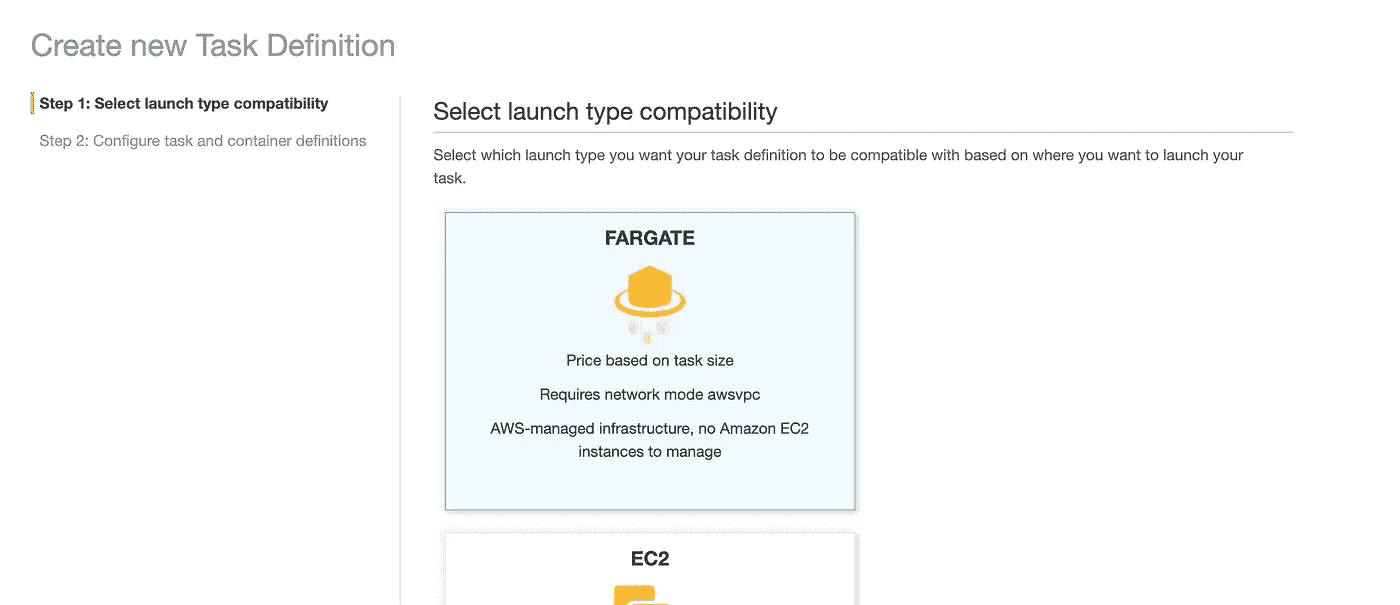 Create new Task Definition
Step 1: Select launch type compatibility
Step 2: Configure task and container definitions
Select launch type compatibility
Select which launch type you want your task definition to be compatible with based on where you want to launch your
task.
FARGATE
Price based on task size
Requires network mode awsvpc
AWS-managed infrastructure, no Amazon EC2
instances to manage
EC2